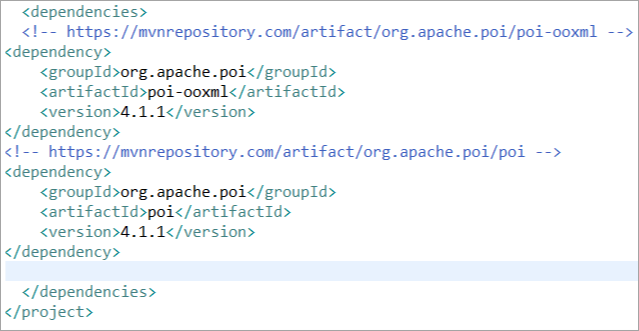 <dependencies>
<!-- https://mvnrepository.com/artifact/org.apache.poi/poi-ooxml -->
<dependency>
<groupId>org.apache.poi</groupId>
<artifactId>poi-ooxml</artifactId>
<version>4.1.1</version>
</dependency>
<!-- https://mvnrepository.com/artifact/org.apache.poi/poi -->
<dependency>
<groupId>org.apache.poi</groupId>
<artifactId>poi</artifactId>
<version>4.1.1</version>
</dependency>
</dependencies>
</project>